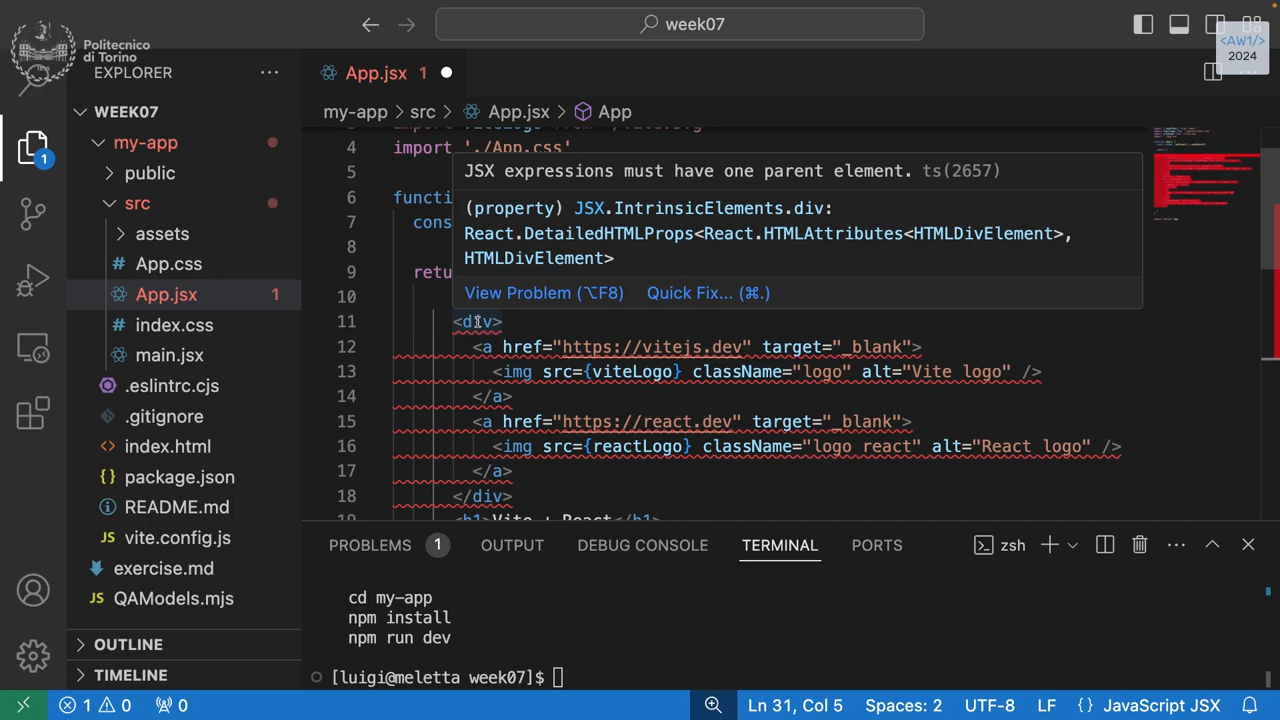 week07
Politecnico
di Torino
<AW1/>
2024
EXPLORER
App.jsx 1
WEEK07
my-app > src > App.jsx > App
my-app
public
src
assets
App.css
App.jsx 1
index.css
main.jsx
.eslintrc.cjs
.gitignore
index.html
package.json
README.md
vite.config.js
exercise.md
QAModels.mjs
OUTLINE
TIMELINE
4 import './App.css'
5
6 functi
7 cons
8
9 retu
10
JSX expressions must have one parent element. ts(2657)
(property) JSX.IntrinsicElements.div:
React.DetailedHTMLProps<React.HTMLAttributes<HTMLDivElement>,
HTMLDivElement>
View Problem (⌥F8) Quick Fix... (⌘.)
11 <div>
12 <a href="https://vitejs.dev" target="_blank">
13 <img src={viteLogo} className="logo" alt="Vite logo" />
14 </a>
15 <a href="https://react.dev" target="_blank">
16 <img src={reactLogo} className="logo react" alt="React logo" />
17 </a>
18 </div>
19 <h1>Vite + React</h1>
PROBLEMS 1 OUTPUT DEBUG CONSOLE TERMINAL PORTS zsh
cd my-app
npm install
npm run dev
[luigi@meletta week07]$
1 0 0 Ln 31, Col 5 Spaces: 2 UTF-8 LF {} JavaScript JSX